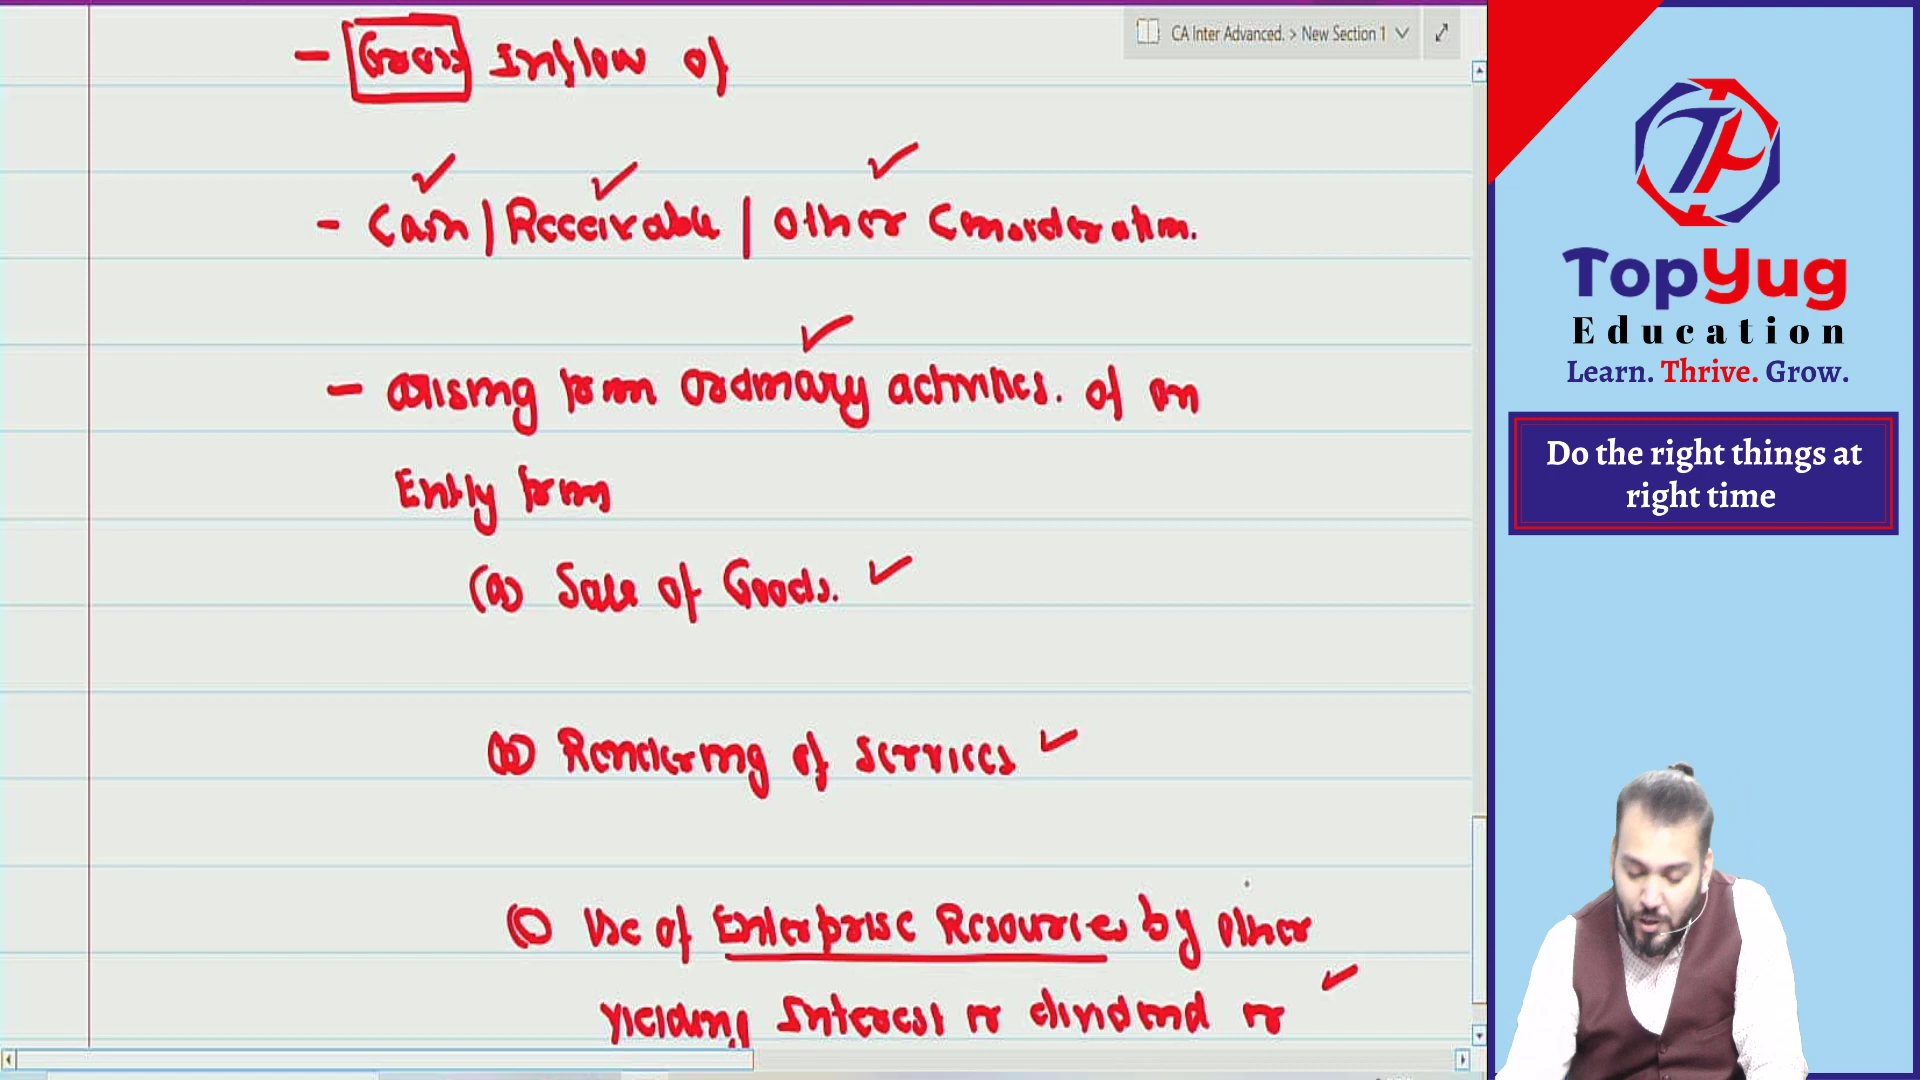 CA Inter Advanced. > New Section 1
- Gross Inflow of
- Cash | Receivable | Other Consideration.
- arising from ordinary activities. of an
Entity from
(a) Sale of Goods.
(b) Rendering of Services
(c) Use of Enterprise Resources by other
yielding Interest or dividend or
TopYug
Education
Learn. Thrive. Grow.
Do the right things at
right time